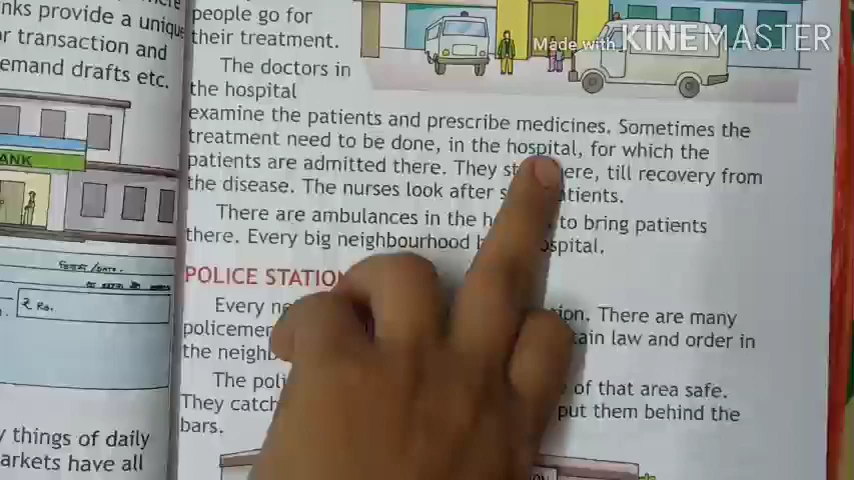 nks provide a unique
r transaction and
emand drafts etc.
ANK
₹ Rs.
y things of daily
arkets have all
people go for
their treatment.
The doctors in
the hospital
examine the patients and prescribe medicines. Sometimes the
treatment need to be done, in the hospital, for which the
patients are admitted there. They st ere, till recovery from
the disease. The nurses look after s atients.
There are ambulances in the h to bring patients
there. Every big neighbourhood ospital.
POLICE STATION
Every ne ion. There are many
policemen tain law and order in
the neighb
The poli of that area safe.
They catch put them behind the
bars.
Made with KINEMASTER